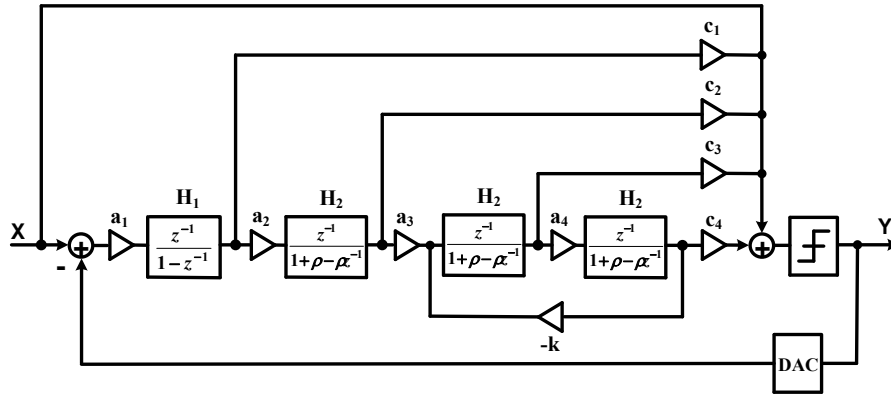 c₁
c₂
c₃
H₁
H₂
H₂
H₂
X
a₁
a₂
a₃
a₄
c₄
Y
z⁻¹
1 − z⁻¹
z⁻¹
1+ρ−ρz⁻¹
z⁻¹
1+ρ−ρz⁻¹
z⁻¹
1+ρ−ρz⁻¹
+
-
+
-k
DAC